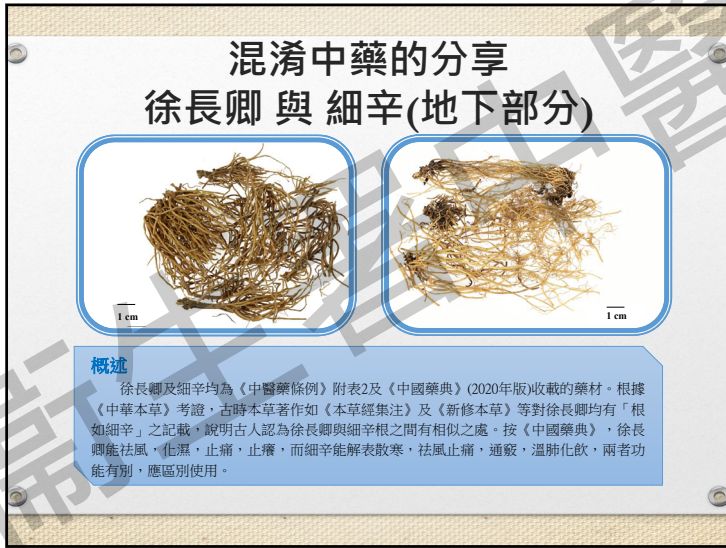 混淆中藥的分享
徐長卿 與 細辛(地下部分)
1 cm
1 cm
概述
徐長卿及細辛均為《中醫藥條例》附表2及《中國藥典》(2020年版)收載的藥材。根據
《中華本草》考證,古時本草著作如《本草經集注》及《新修本草》等對徐長卿均有「根
如細辛」之記載,說明古人認為徐長卿與細辛根之間有相似之處。按《中國藥典》,徐長
卿能祛風,化濕,止痛,止癢,而細辛能解表散寒,祛風止痛,通竅,溫肺化飲,兩者功
能有別,應區別使用。
衞生署中醫